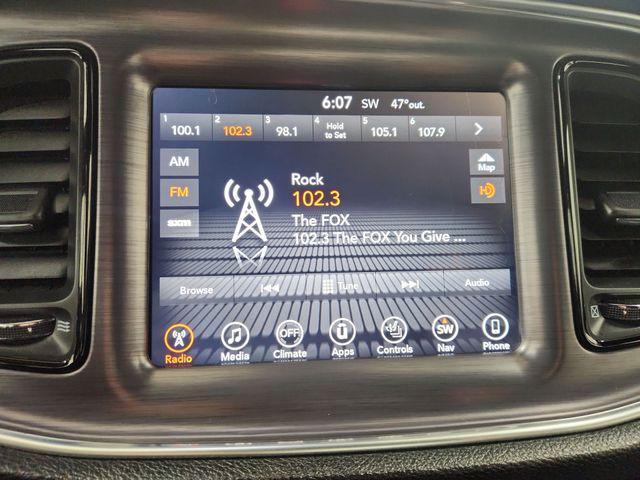 6:07 SW 47°out.
1 100.1 2 102.3 3 98.1 4 Hold to Set 5 105.1 6 107.9
AM
FM
sxm
Rock
102.3
The FOX
102.3 The FOX You Give ...
Map
HD
Browse Tune Audio
OFF SW
Radio Media Climate Apps Controls Nav Phone